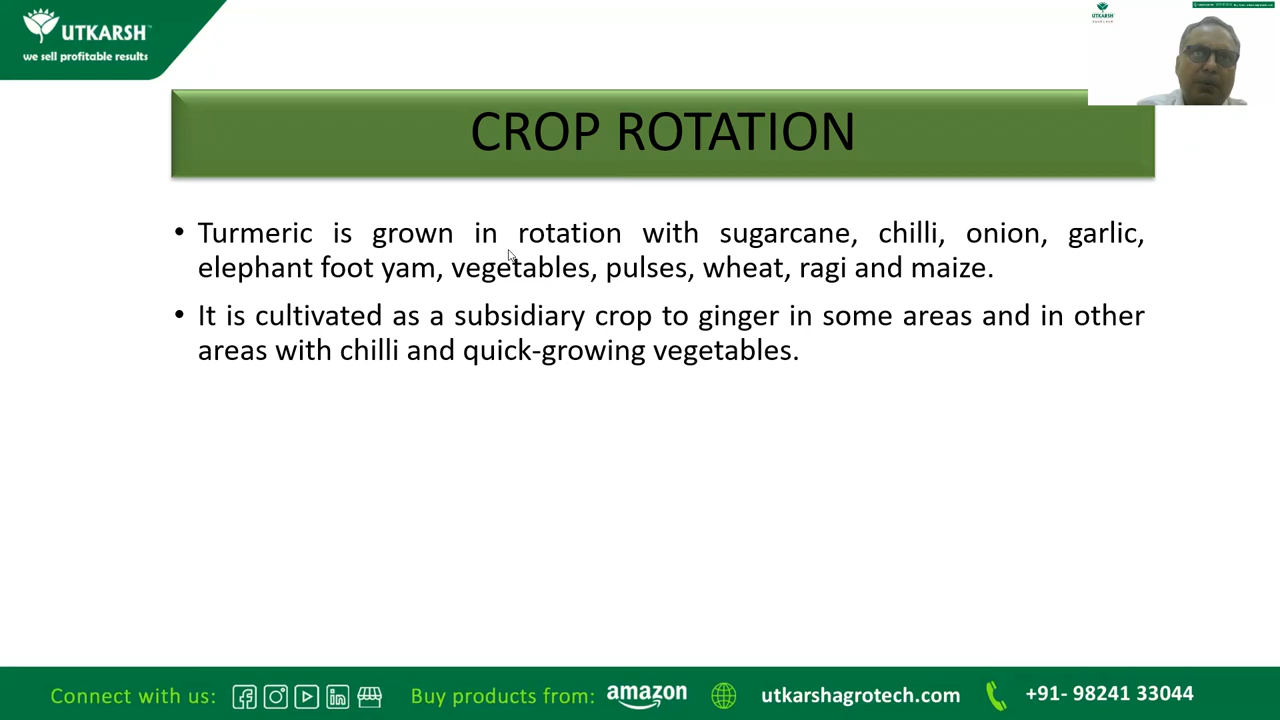 UTKARSH™
we sell profitable results
UTKARSH
CROP ROTATION
• Turmeric is grown in rotation with sugarcane, chilli, onion, garlic,
elephant foot yam, vegetables, pulses, wheat, ragi and maize.
• It is cultivated as a subsidiary crop to ginger in some areas and in other
areas with chilli and quick-growing vegetables.
Connect with us: Buy products from: amazon utkarshagrotech.com +91- 98241 33044